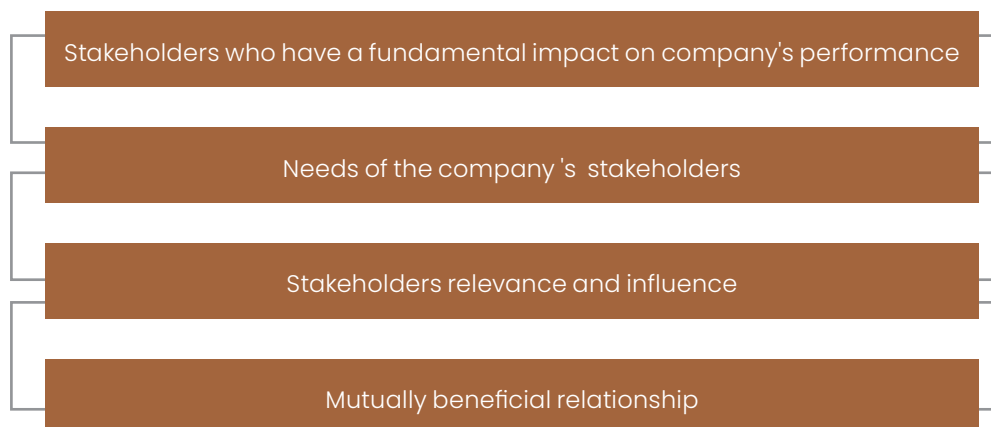 Stakeholders who have a fundamental impact on company's performance
Needs of the company 's stakeholders
Stakeholders relevance and influence
Mutually beneficial relationship